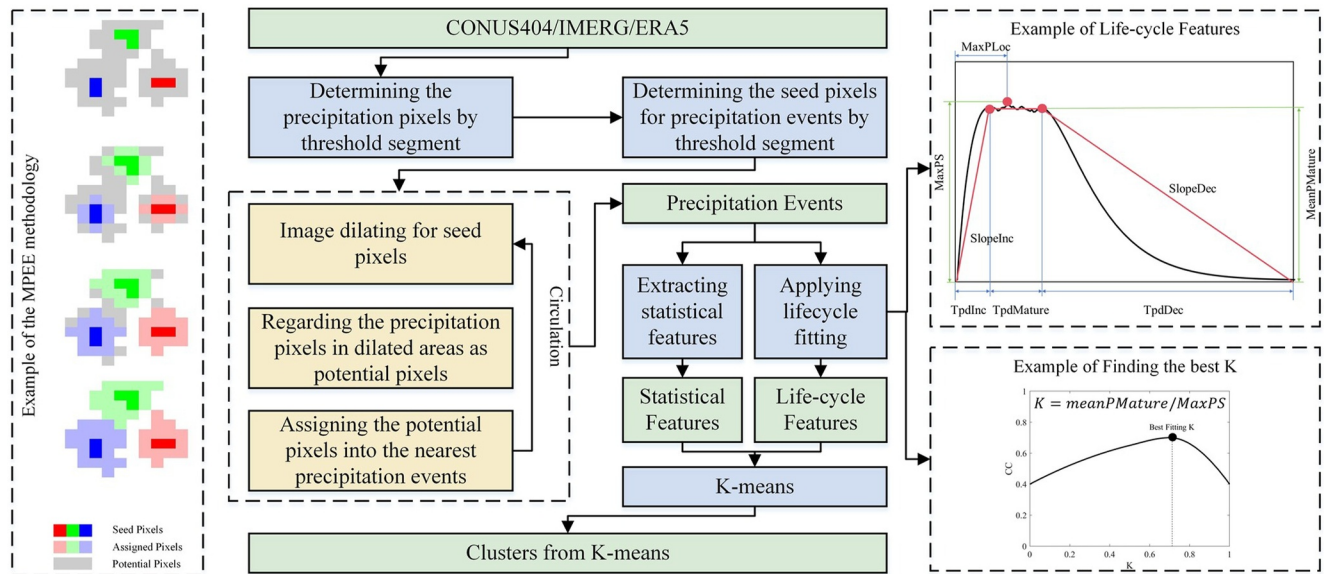 Example of the MPEE methodology
Seed Pixels
Assigned Pixels
Potential Pixels
CONUS404/IMERG/ERA5
Determining the
precipitation pixels by
threshold segment
Determining the seed pixels
for precipitation events by
threshold segment
Image dilating for seed
pixels
Regarding the precipitation
pixels in dilated areas as
potential pixels
Assigning the potential
pixels into the nearest
precipitation events
Circulation
Precipitation Events
Extracting
statistical
features
Applying
lifecycle
fitting
Statistical
Features
Life-cycle
Features
K-means
Clusters from K-means
Example of Life-cycle Features
MaxPLoc
MaxPS
SlopeInc
SlopeDec
MeanPMature
TpdInc
TpdMature
TpdDec
Example of Finding the best K
K = meanPMature/MaxPS
Best Fitting K
CC
1
0.8
0.6
0.4
0.2
0
0 0.2 0.4 0.6 0.8 1
K